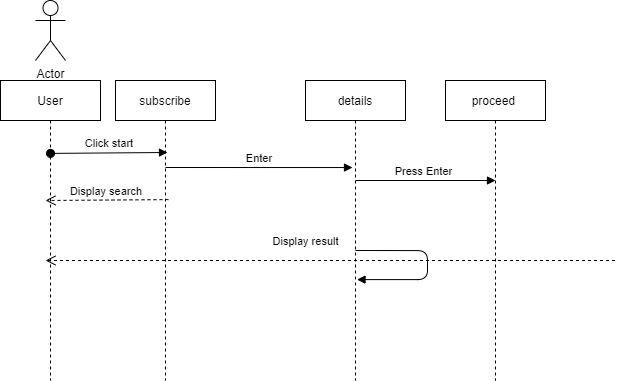 Actor
User
subscribe
details
proceed
Click start
Enter
Press Enter
Display search
Display result